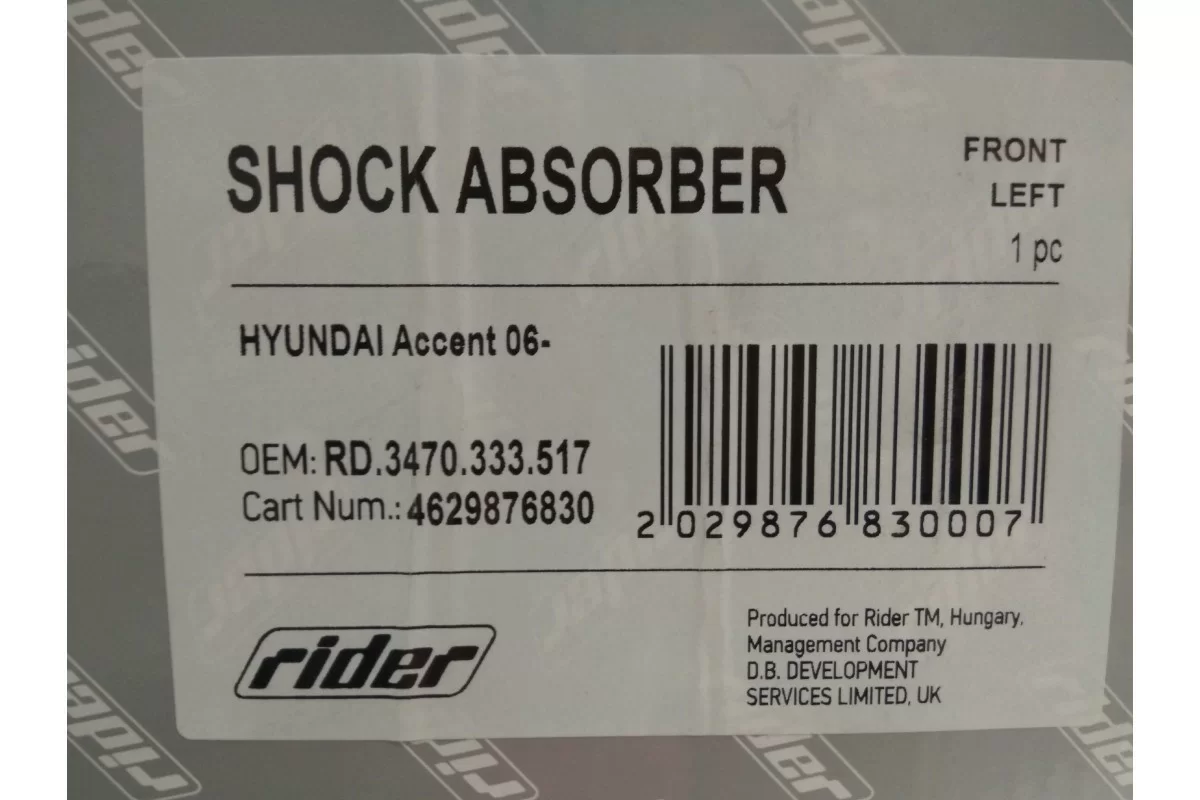 SHOCK ABSORBER
FRONT
LEFT
1 pc
HYUNDAI Accent 06-
OEM: RD.3470.333.517
Cart Num.: 4629876830
2 029876 830007
rider
Produced for Rider TM, Hungary,
Management Company
D.B. DEVELOPMENT
SERVICES LIMITED, UK